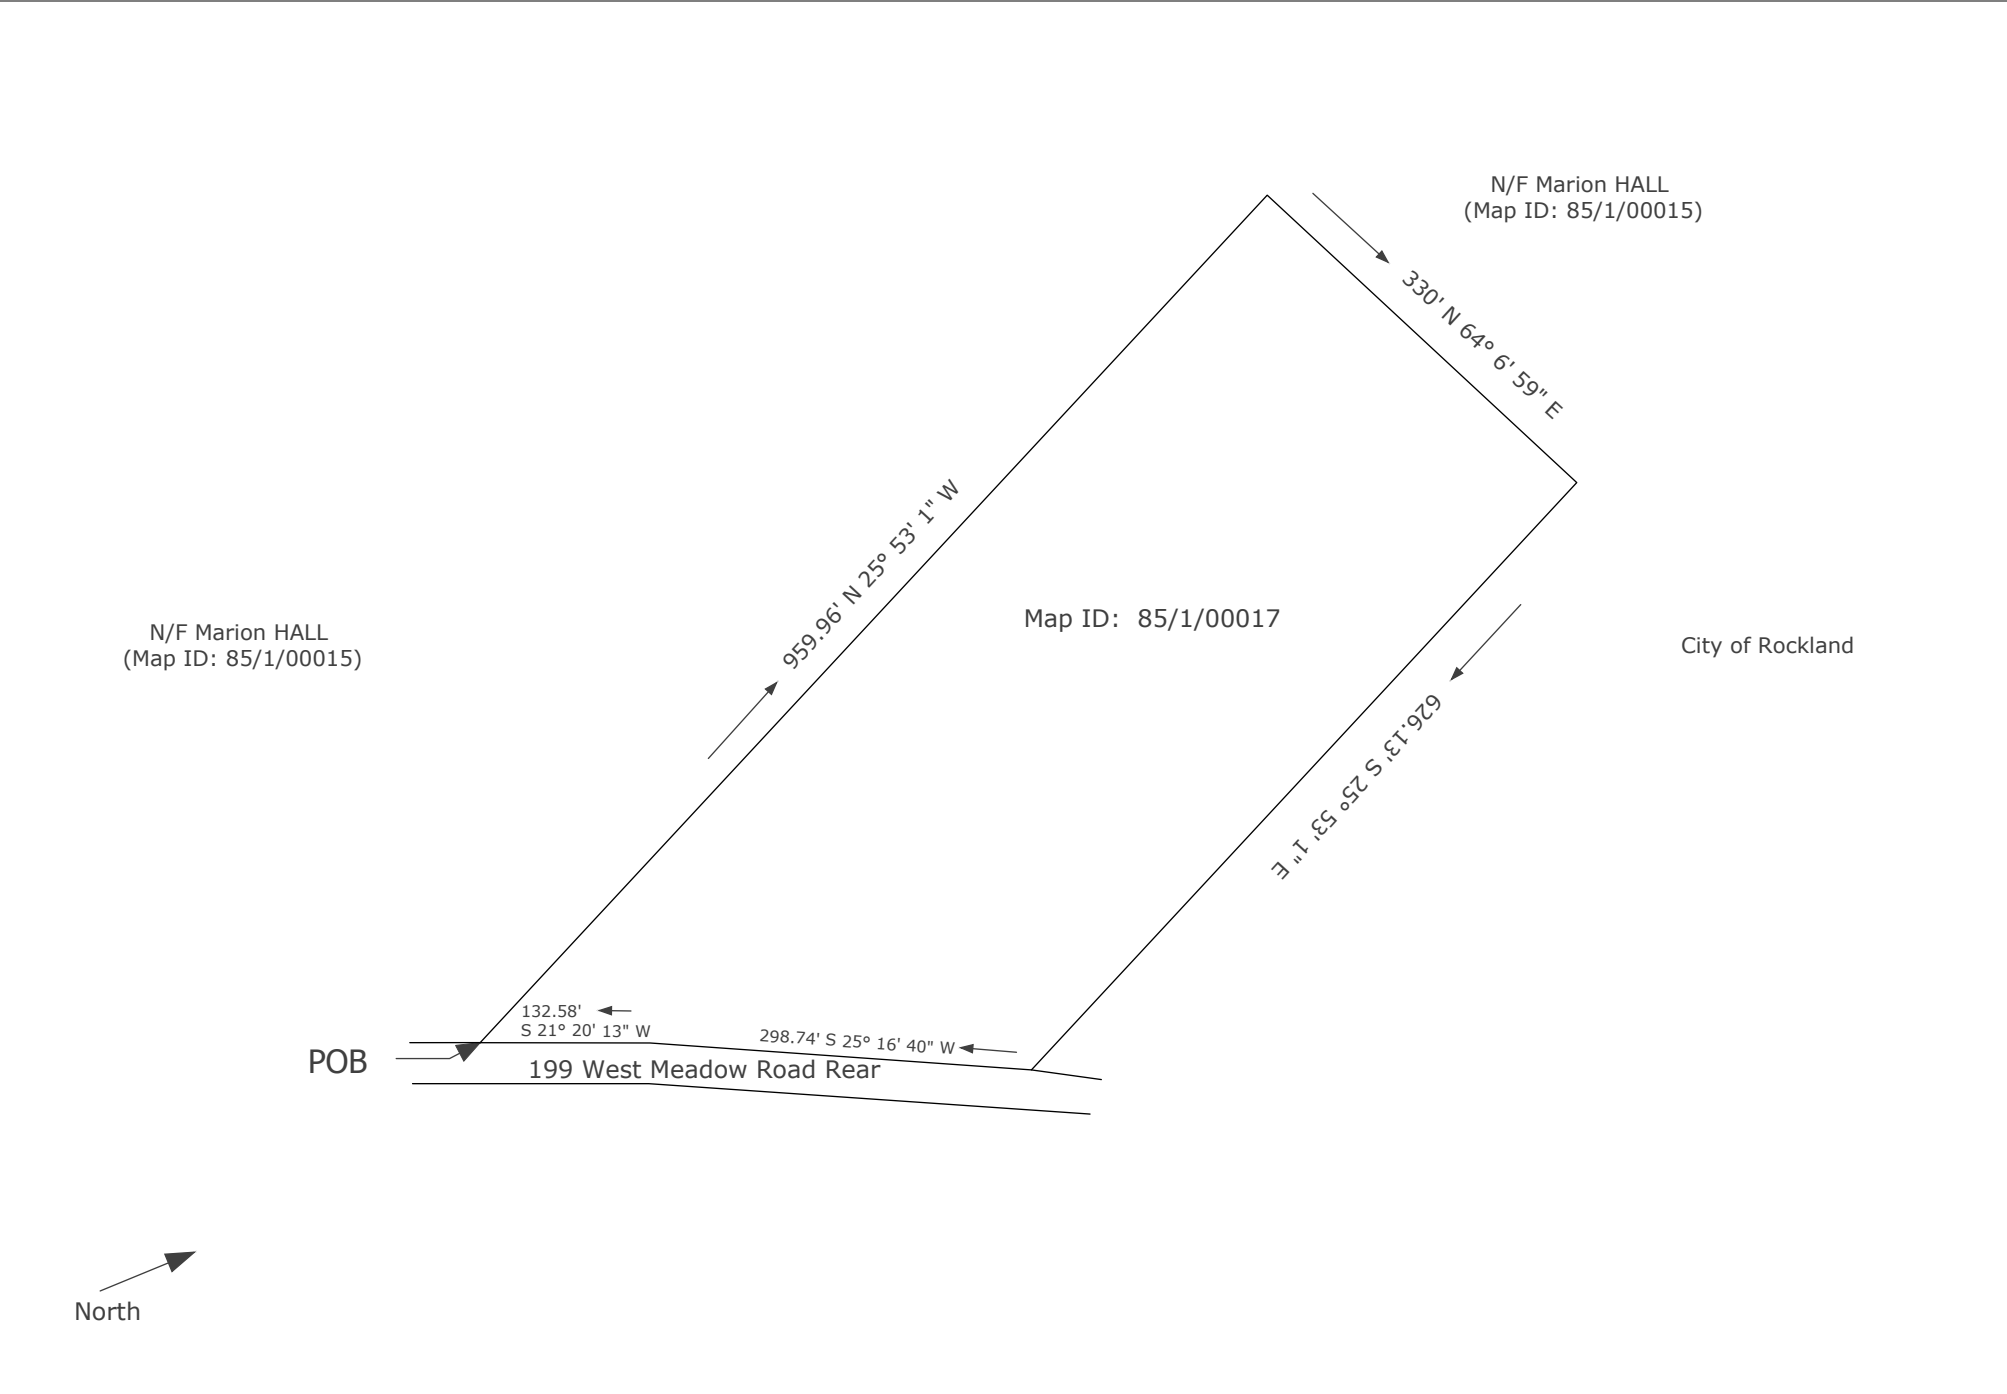 N/F Marion HALL
(Map ID: 85/1/00015)
330' N 64° 6' 59" E
959.96' N 25° 53' 1" W
Map ID:  85/1/00017
N/F Marion HALL
(Map ID: 85/1/00015)
City of Rockland
626.13' S 25° 53' 1" E
132.58'
S 21° 20' 13" W
298.74' S 25° 16' 40" W
POB
199 West Meadow Road Rear
North